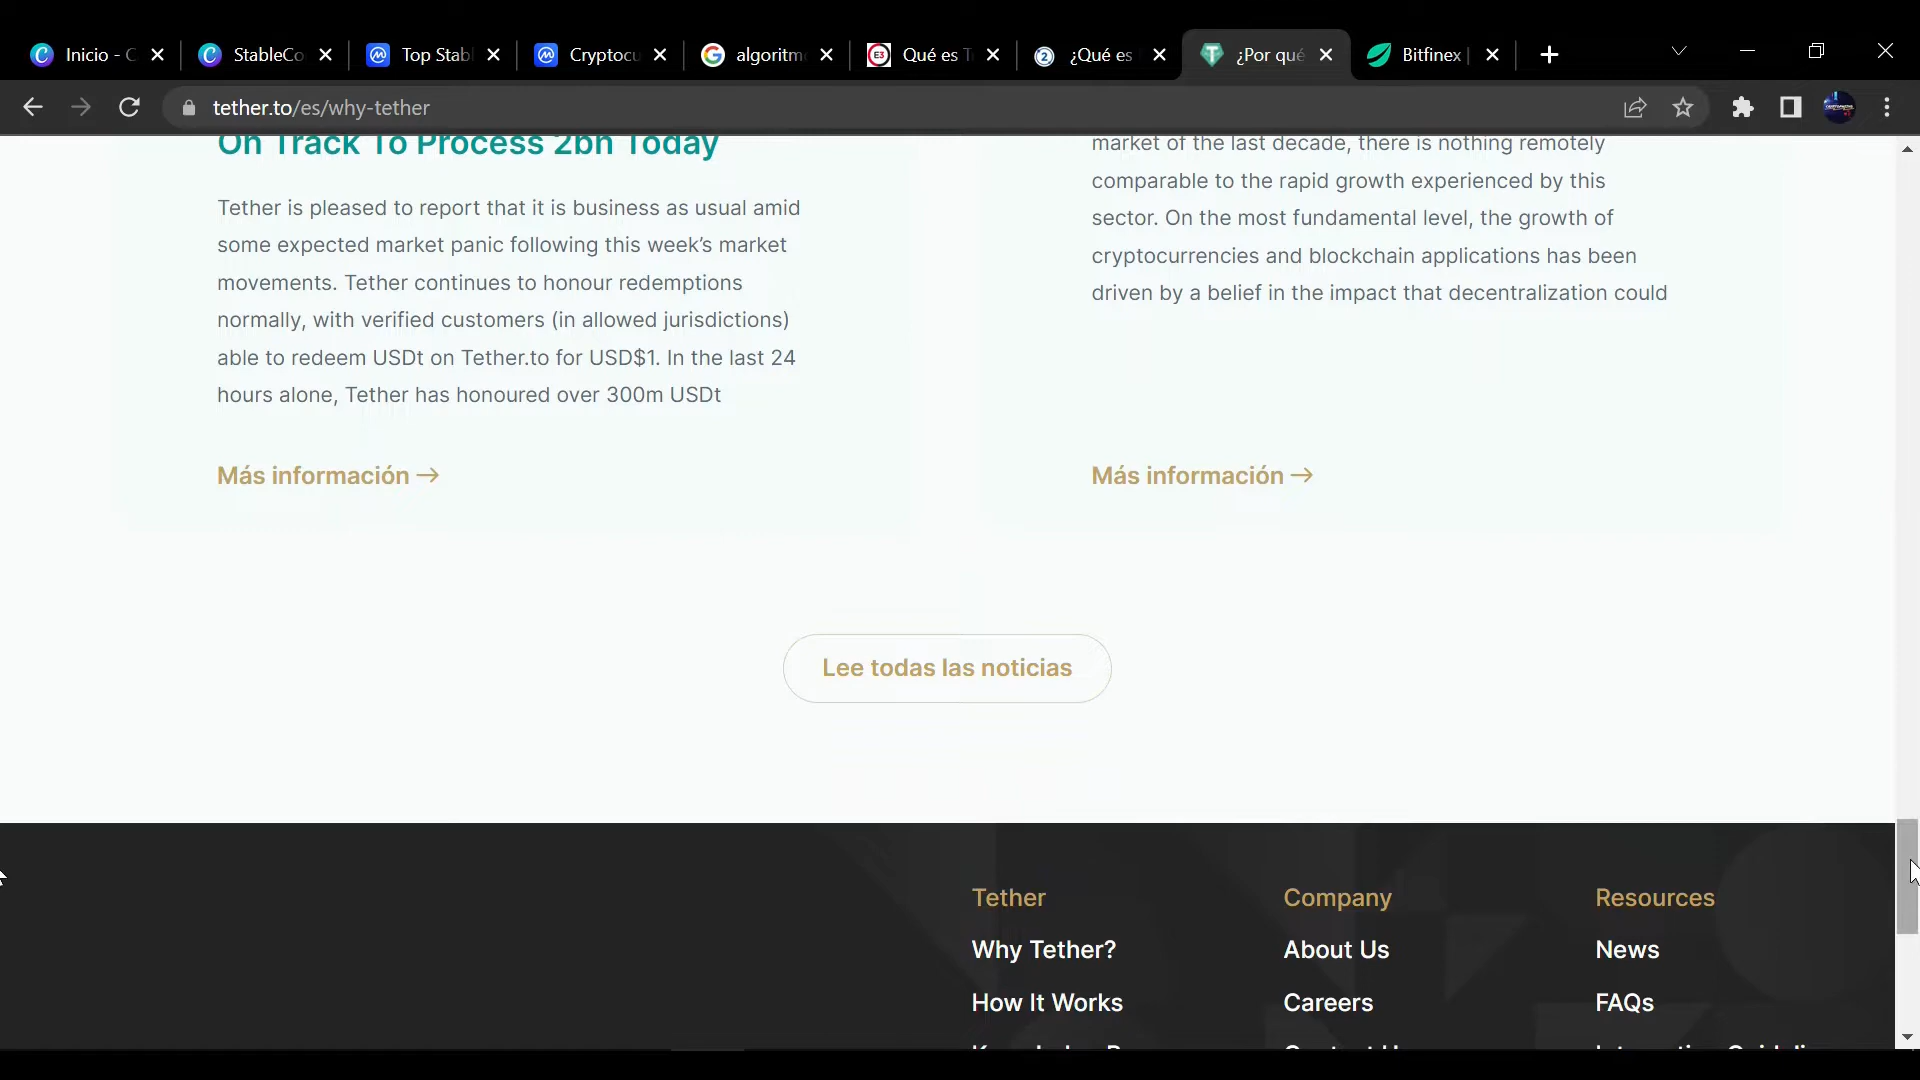 Inicio - C
StableCo
Top Stabl
Cryptocu
algoritm
Qué es T
¿Qué es
¿Por qué
Bitfinex |
tether.to/es/why-tether
On Track To Process 2bn Today
Tether is pleased to report that it is business as usual amid
some expected market panic following this week’s market
movements. Tether continues to honour redemptions
normally, with verified customers (in allowed jurisdictions)
able to redeem USDt on Tether.to for USD$1. In the last 24
hours alone, Tether has honoured over 300m USDt
Más información →
market of the last decade, there is nothing remotely
comparable to the rapid growth experienced by this
sector. On the most fundamental level, the growth of
cryptocurrencies and blockchain applications has been
driven by a belief in the impact that decentralization could
Más información →
Lee todas las noticias
Tether
Why Tether?
How It Works
Company
About Us
Careers
Resources
News
FAQs